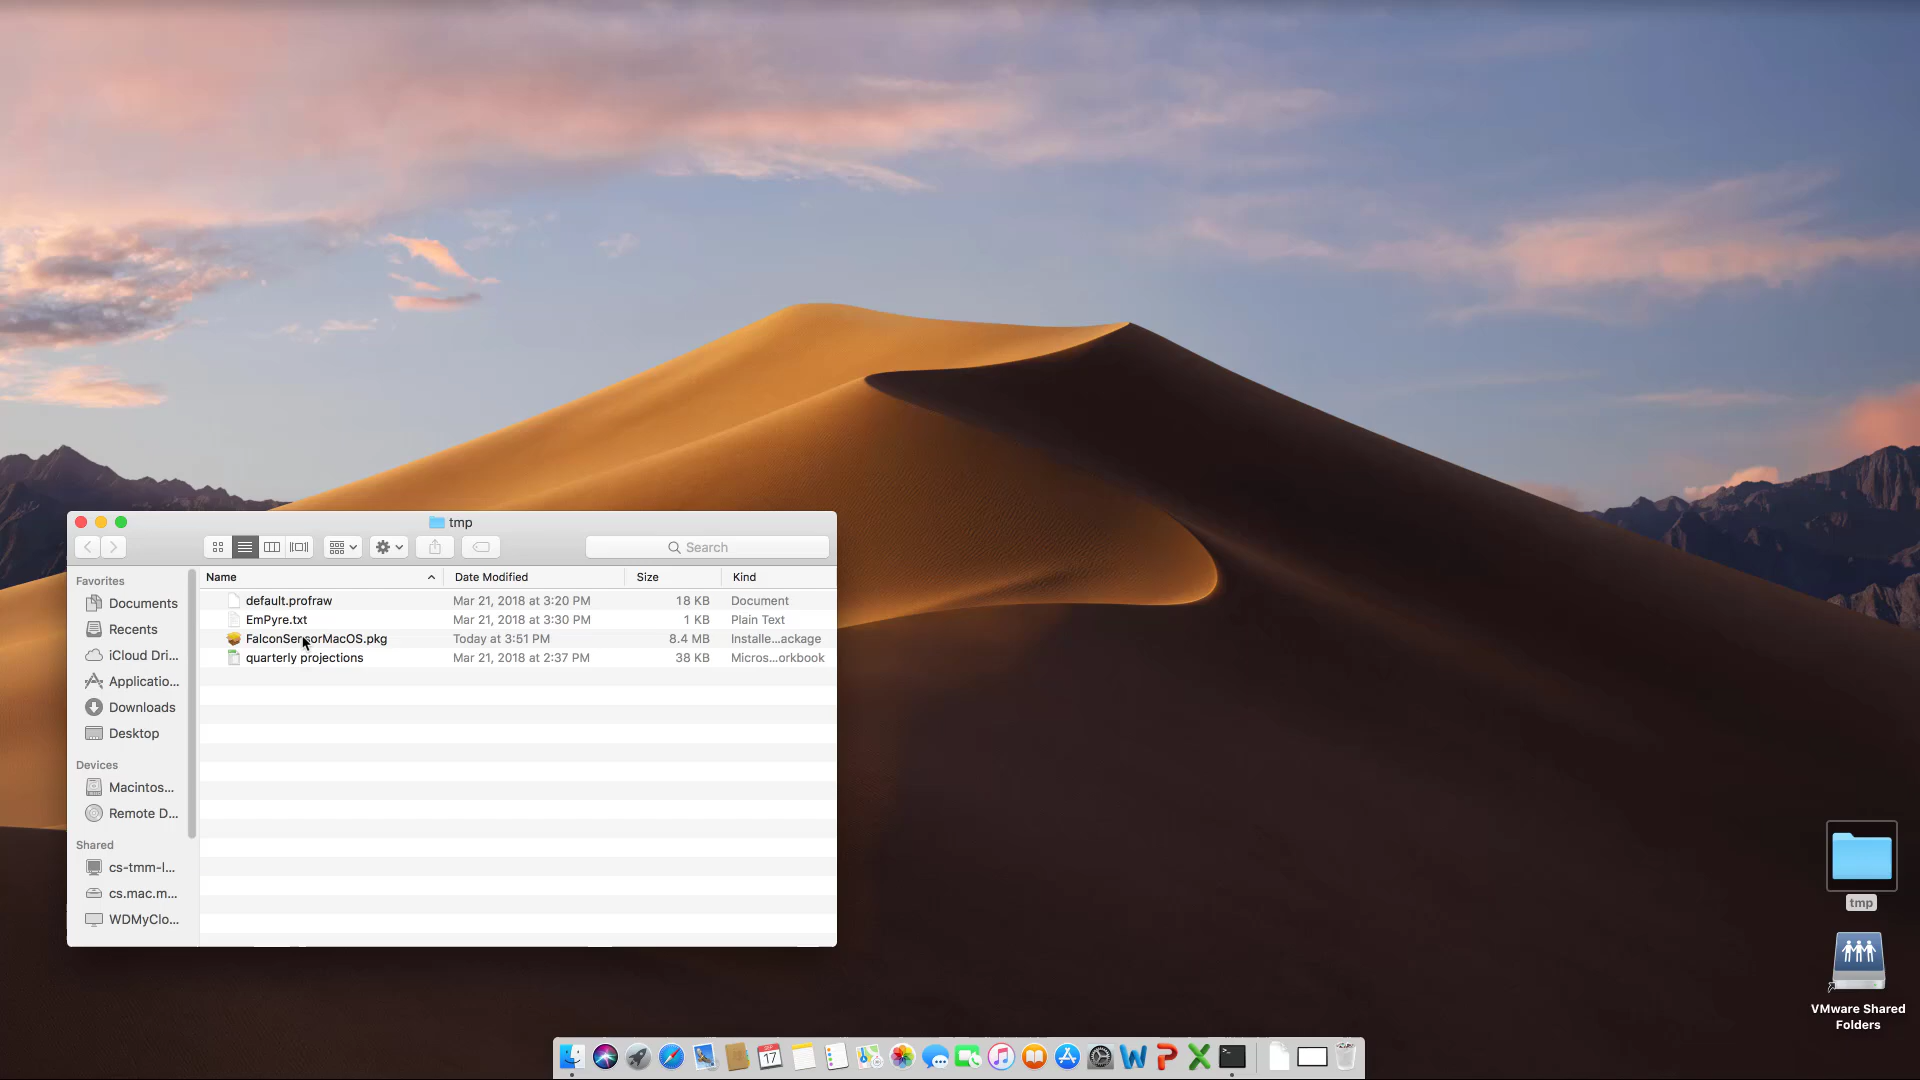 tmp
Search
Name Date Modified Size Kind
Favorites
Documents
Recents
iCloud Dri...
Applicatio...
Downloads
Desktop
Devices
Macintos...
Remote D...
Shared
cs-tmm-l...
cs.mac.m...
WDMyClo...
default.profraw Mar 21, 2018 at 3:20 PM 18 KB Document
EmPyre.txt Mar 21, 2018 at 3:30 PM 1 KB Plain Text
FalconSensorMacOS.pkg Today at 3:51 PM 8.4 MB Installe...ackage
quarterly projections Mar 21, 2018 at 2:37 PM 38 KB Micros...orkbook
tmp
VMware Shared
Folders
17